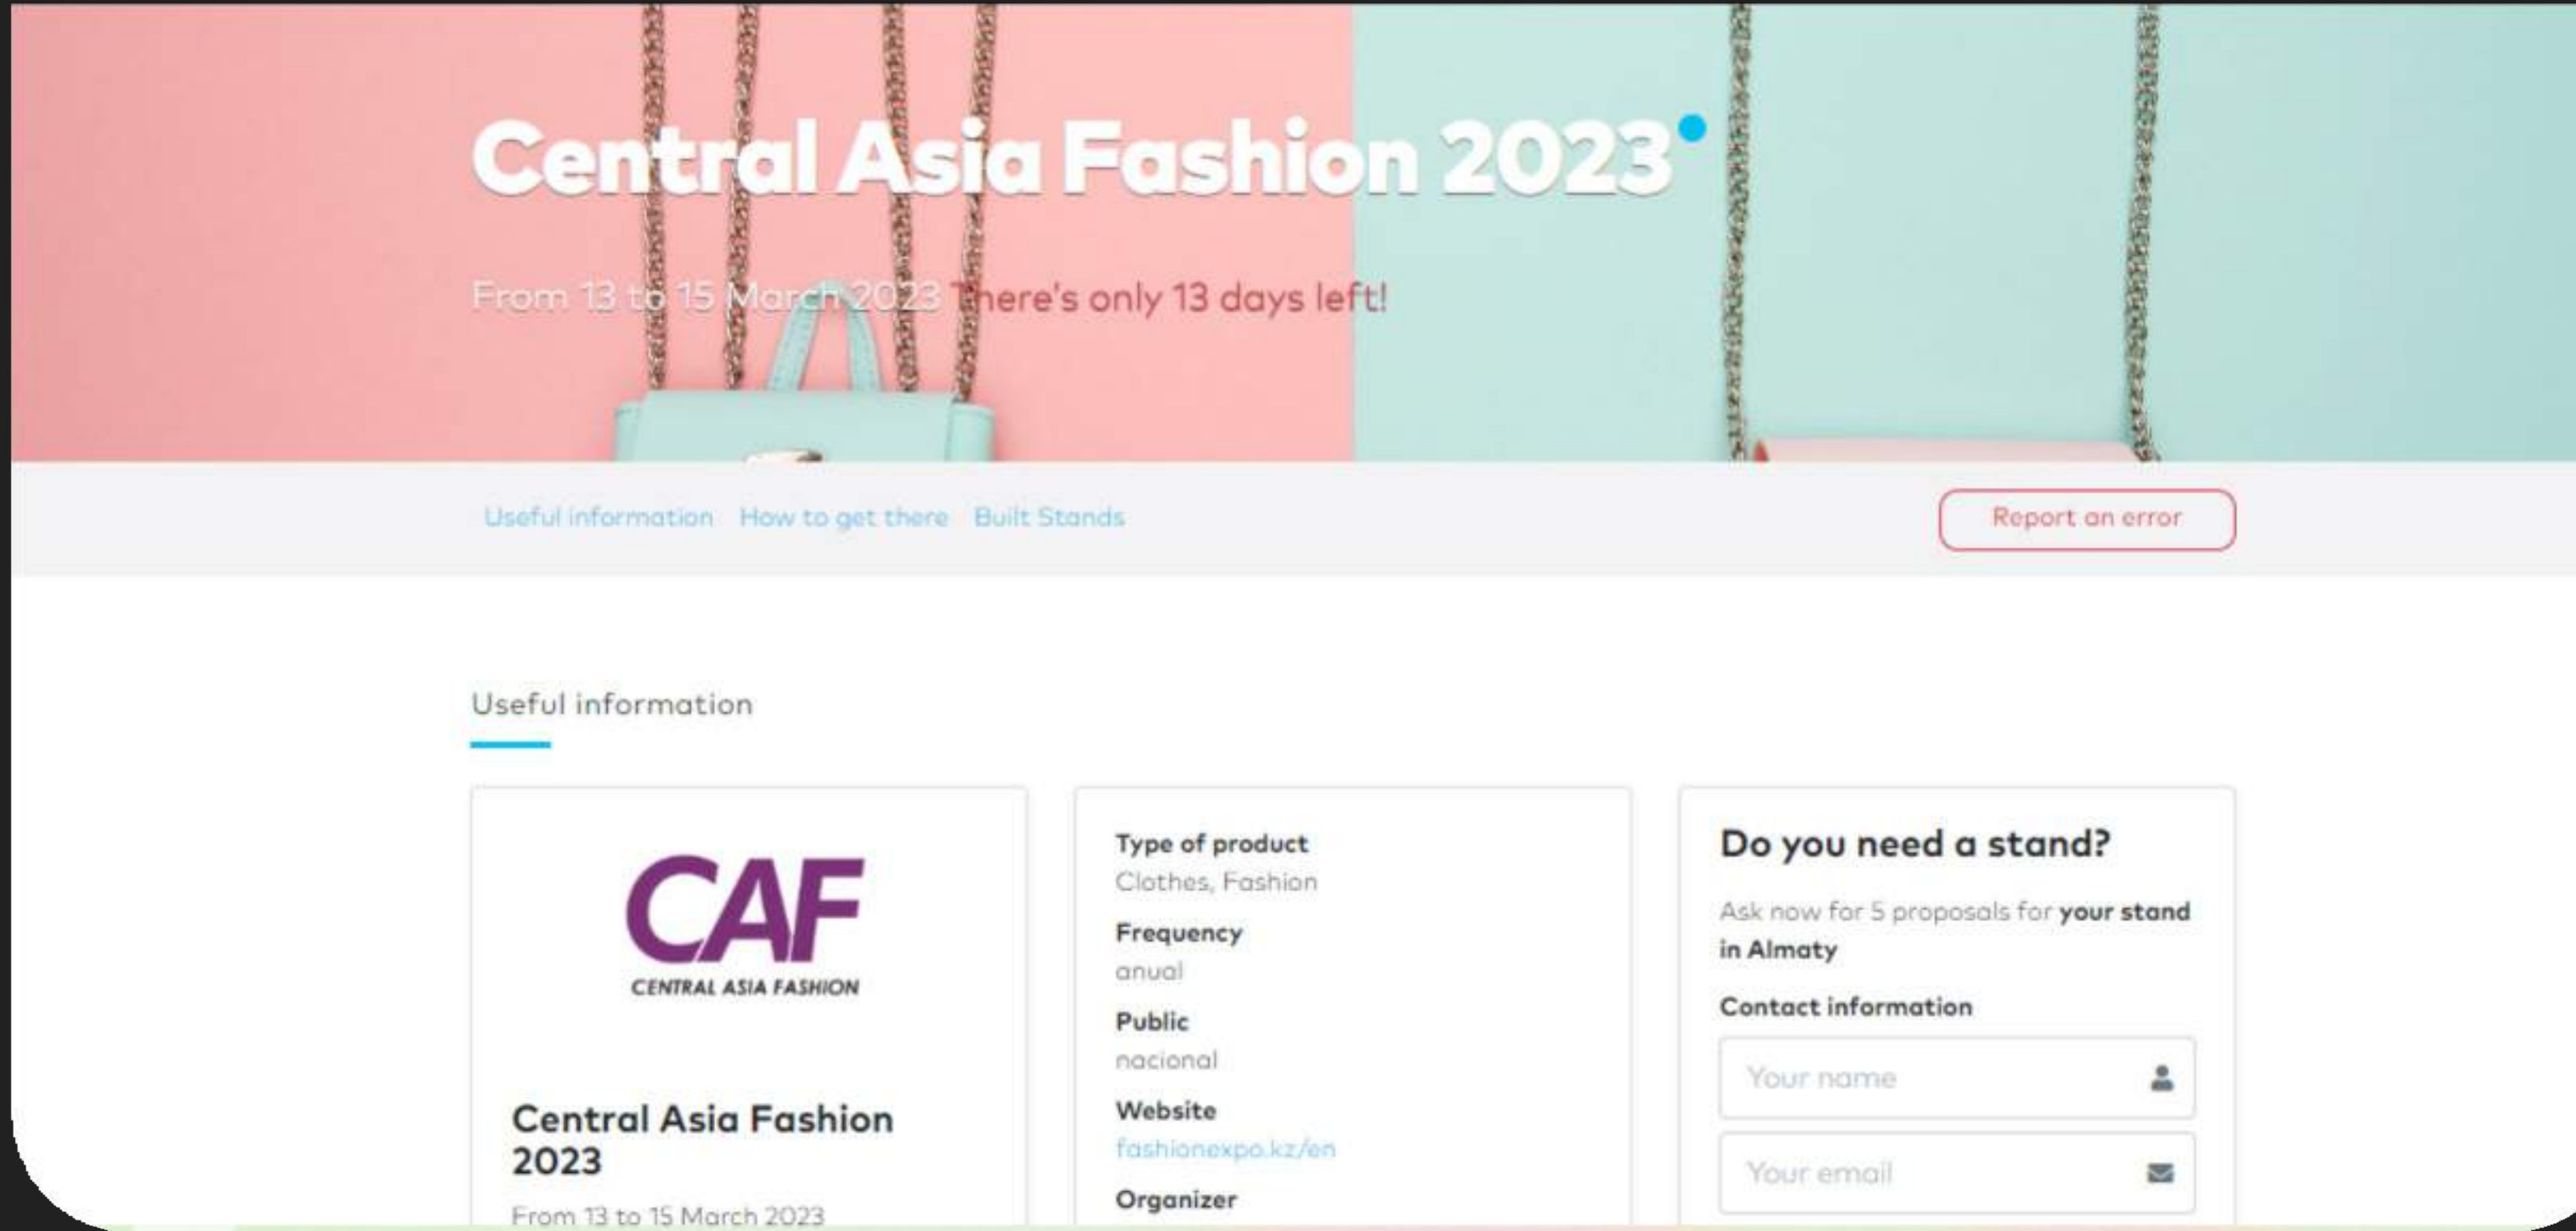 Central Asia Fashion 2023
From 13 to 15 March 2023 There's only 13 days left!
Useful information How to get there Built Stands
Report an error
Useful information
CAF
CENTRAL ASIA FASHION
Central Asia Fashion
2023
From 13 to 15 March 2023
Type of product
Clothes, Fashion
Frequency
anual
Public
nacional
Website
fashionexpo.kz/en
Organizer
Do you need a stand?
Ask now for 5 proposals for your stand
in Almaty
Contact information
Your name
Your email